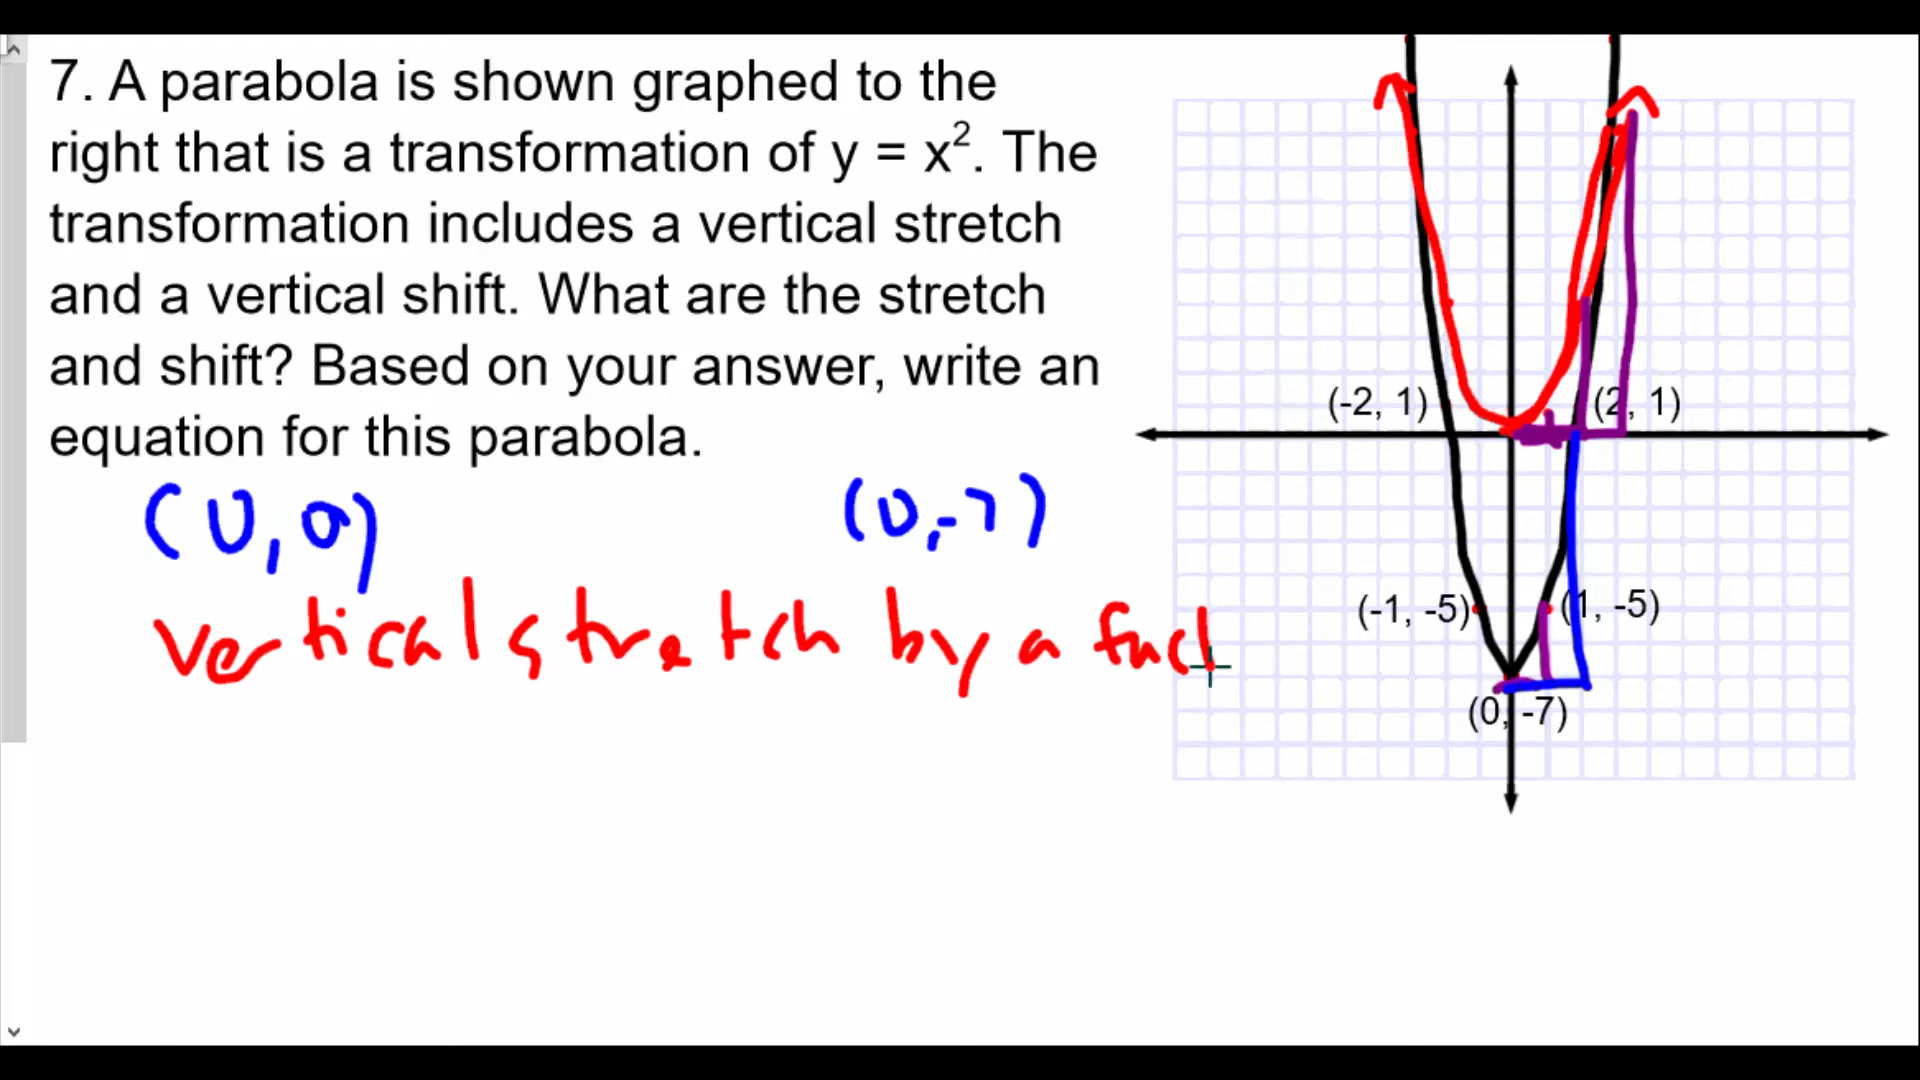 7. A parabola is shown graphed to the
right that is a transformation of y = x². The
transformation includes a vertical stretch
and a vertical shift. What are the stretch
and shift? Based on your answer, write an
equation for this parabola.
(0,0) (0,-7)
vertical stretch by a fact
(-2, 1) (2, 1)
(-1, -5) (1, -5)
(0, -7)